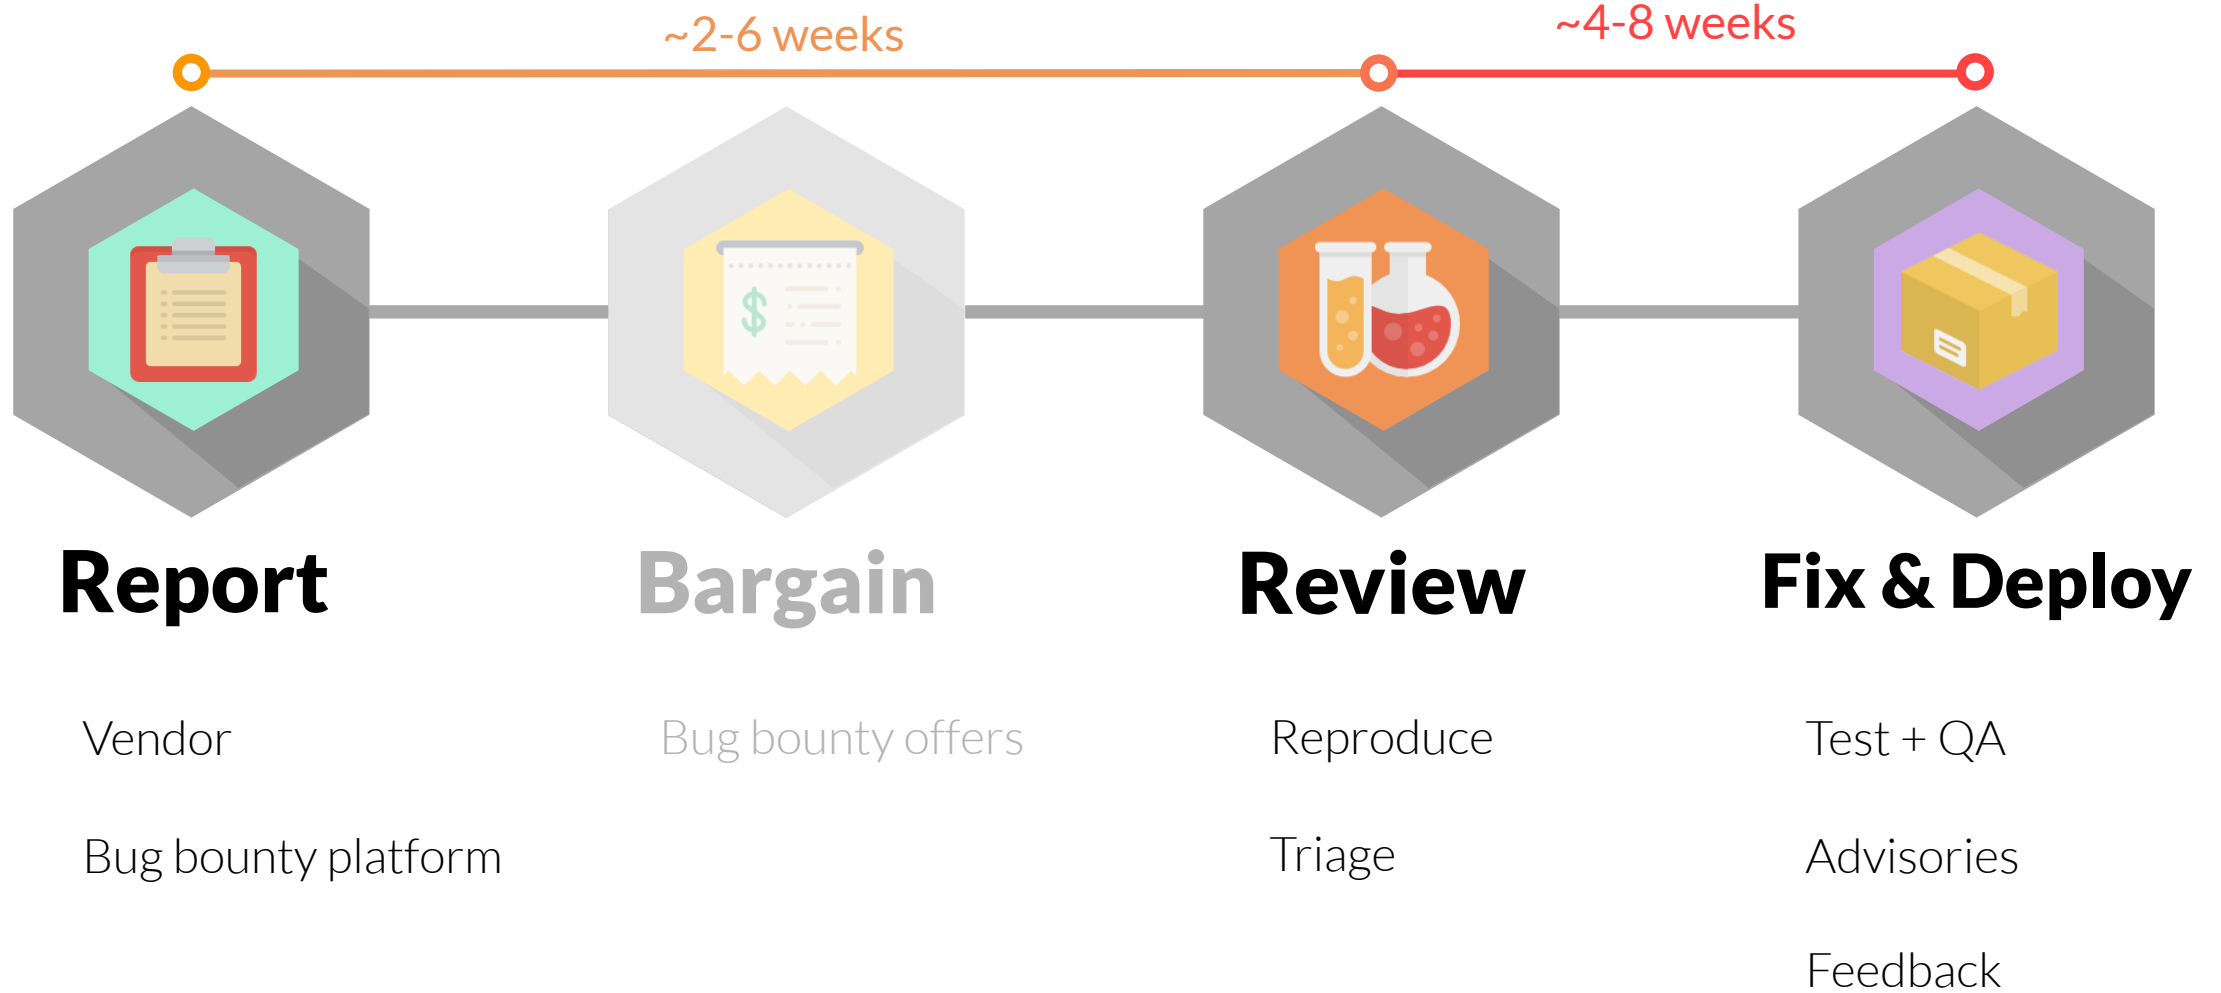 ~2-6 weeks
~4-8 weeks
Report
Bargain
Review
Fix & Deploy
Vendor
Bug bounty offers
Reproduce
Test + QA
Bug bounty platform
Triage
Advisories
Feedback